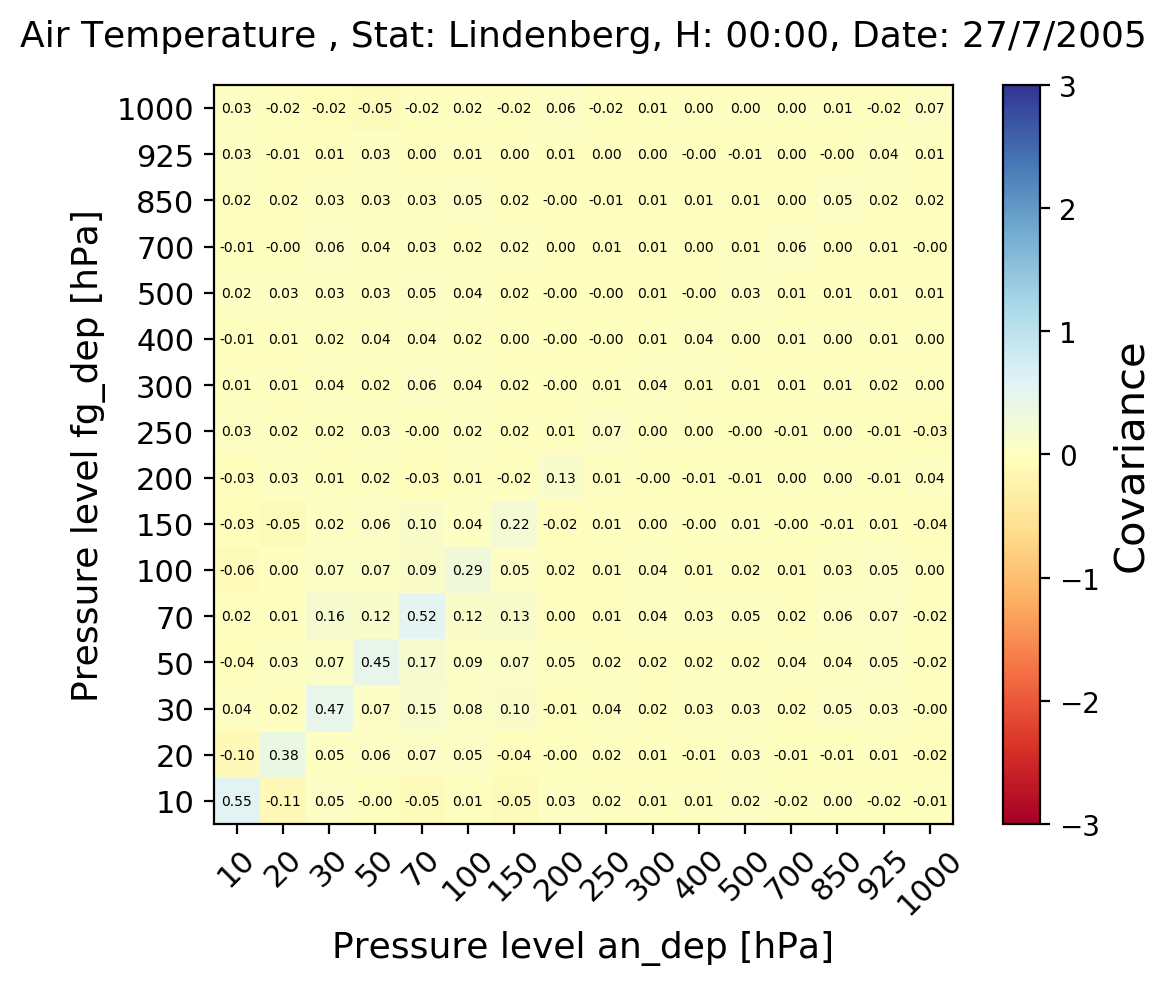 Air Temperature , Stat: Lindenberg, H: 00:00, Date: 27/7/2005
1000 0.03 -0.02 -0.02 -0.05 -0.02 0.02 -0.02 0.06 -0.02 0.01 0.00 0.00 0.00 0.01 -0.02 0.07
925 0.03 -0.01 0.01 0.03 0.00 0.01 0.00 0.01 0.00 0.00 -0.00 -0.01 0.00 -0.00 0.04 0.01
850 0.02 0.02 0.03 0.03 0.03 0.05 0.02 -0.00 -0.01 0.01 0.01 0.01 0.00 0.05 0.02 0.02
700 -0.01 -0.00 0.06 0.04 0.03 0.02 0.02 0.00 0.01 0.01 0.00 0.01 0.06 0.00 0.01 -0.00
500 0.02 0.03 0.03 0.03 0.05 0.04 0.02 -0.00 -0.00 0.01 -0.00 0.03 0.01 0.01 0.01 0.01
400 -0.01 0.01 0.02 0.04 0.04 0.02 0.00 -0.00 -0.00 0.01 0.04 0.00 0.01 0.00 0.01 0.00
300 0.01 0.01 0.04 0.02 0.06 0.04 0.02 -0.00 0.01 0.04 0.01 0.01 0.01 0.01 0.02 0.00
250 0.03 0.02 0.02 0.03 -0.00 0.02 0.02 0.01 0.07 0.00 0.00 -0.00 -0.01 0.00 -0.01 -0.03
200 -0.03 0.03 0.01 0.02 -0.03 0.01 -0.02 0.13 0.01 -0.00 -0.01 -0.01 0.00 0.00 -0.01 0.04
150 -0.03 -0.05 0.02 0.06 0.10 0.04 0.22 -0.02 0.01 0.00 -0.00 0.01 -0.00 -0.01 0.01 -0.04
100 -0.06 0.00 0.07 0.07 0.09 0.29 0.05 0.02 0.01 0.04 0.01 0.02 0.01 0.03 0.05 0.00
70 0.02 0.01 0.16 0.12 0.52 0.12 0.13 0.00 0.01 0.04 0.03 0.05 0.02 0.06 0.07 -0.02
50 -0.04 0.03 0.07 0.45 0.17 0.09 0.07 0.05 0.02 0.02 0.02 0.02 0.04 0.04 0.05 -0.02
30 0.04 0.02 0.47 0.07 0.15 0.08 0.10 -0.01 0.04 0.02 0.03 0.03 0.02 0.05 0.03 -0.00
20 -0.10 0.38 0.05 0.06 0.07 0.05 -0.04 -0.00 0.02 0.01 -0.01 0.03 -0.01 -0.01 0.01 -0.02
10 0.55 -0.11 0.05 -0.00 -0.05 0.01 -0.05 0.03 0.02 0.01 0.01 0.02 -0.02 0.00 -0.02 -0.01
10 20 30 50 70 100 150 200 250 300 400 500 700 850 925 1000
Pressure level an_dep [hPa]
Pressure level fg_dep [hPa]
3
2
1
0
−1
−2
−3
Covariance